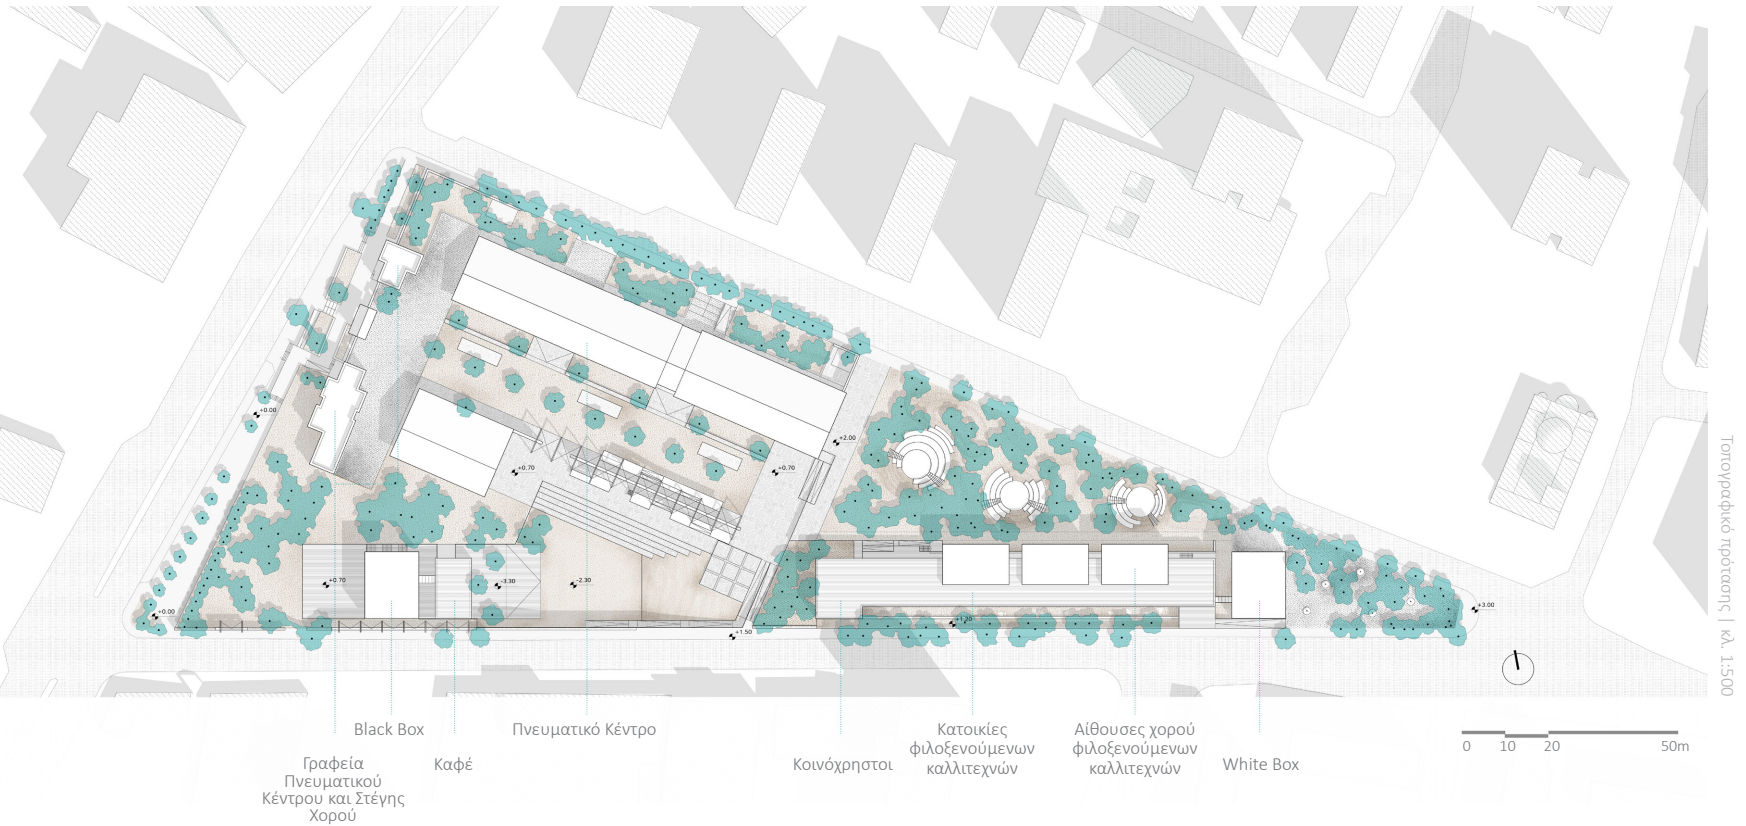 +0.00
+2.00
+0.70
+0.70
+0.70
-3.30
-2.30
+0.00
+1.50
+1.20
+3.00
Τοπογραφικό πρότασης | κλ. 1:500
Black Box
Πνευματικό Κέντρο
Γραφεία
Πνευματικού
Κέντρου και Στέγης
Χορού
Καφέ
Κοινόχρηστοι
Κατοικίες
φιλοξενούμενων
καλλιτεχνών
Αίθουσες χορού
φιλοξενούμενων
καλλιτεχνών
White Box
0 10 20 50m